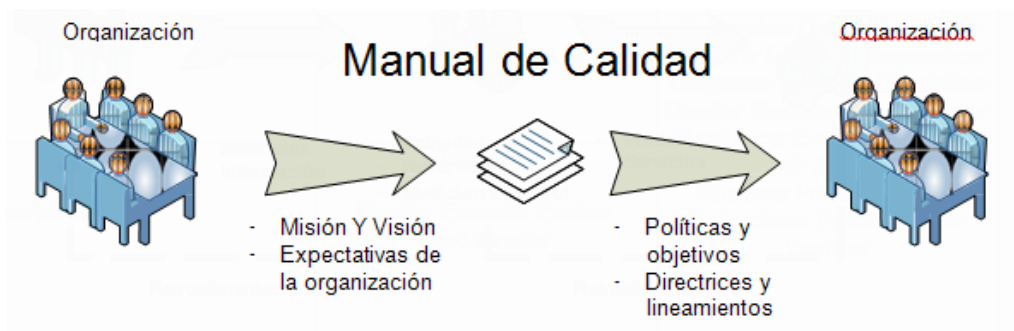 Organización
Organización
Manual de Calidad
- Misión Y Visión
- Expectativas de
la organización
- Políticas y
objetivos
- Directrices y
lineamientos